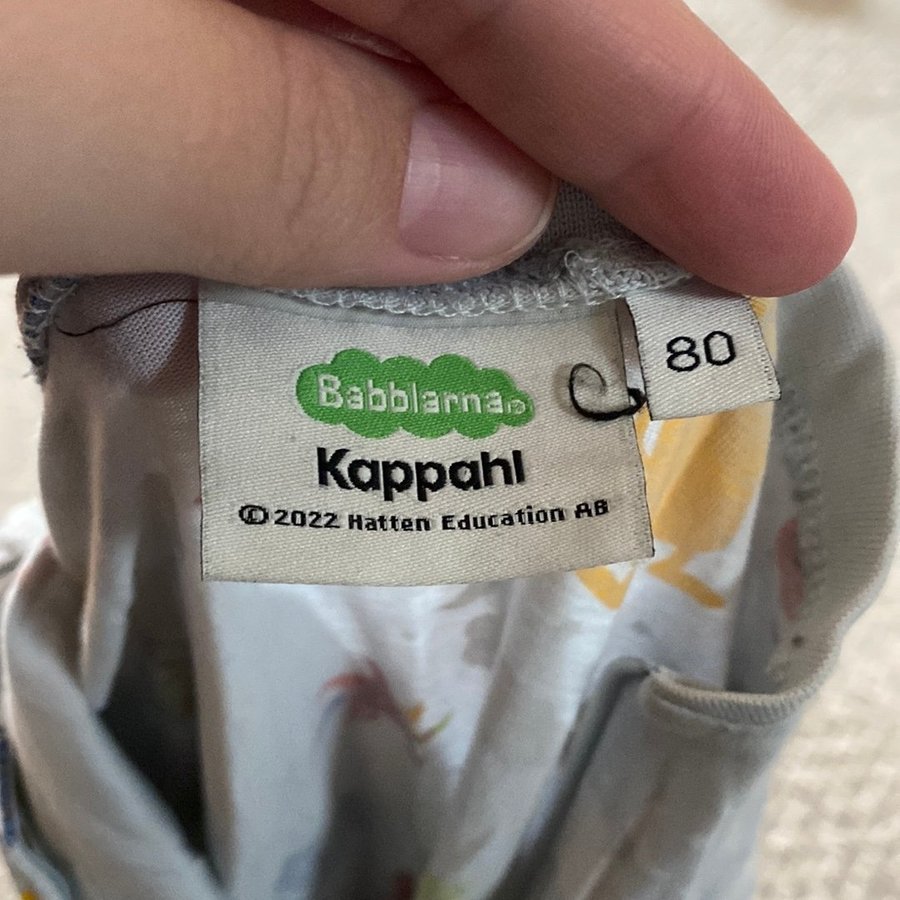 Babblarna®
Kappahl
©2022 Hatten Education AB
80